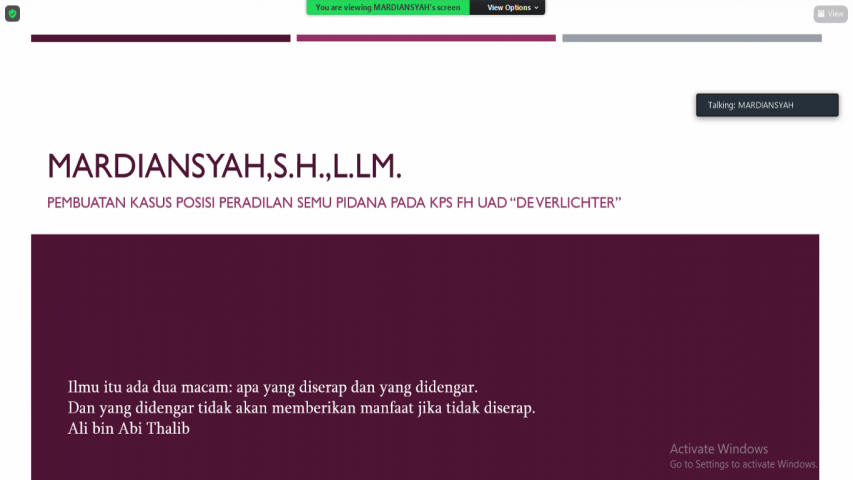 You are viewing MARDIANSYAH's screen
View Options
View
Talking: MARDIANSYAH
MARDIANSYAH,S.H.,L.LM.
PEMBUATAN KASUS POSISI PERADILAN SEMU PIDANA PADA KPS FH UAD “DE VERLICHTER”
Ilmu itu ada dua macam: apa yang diserap dan yang didengar.
Dan yang didengar tidak akan memberikan manfaat jika tidak diserap.
Ali bin Abi Thalib
Activate Windows
Go to Settings to activate Windows.